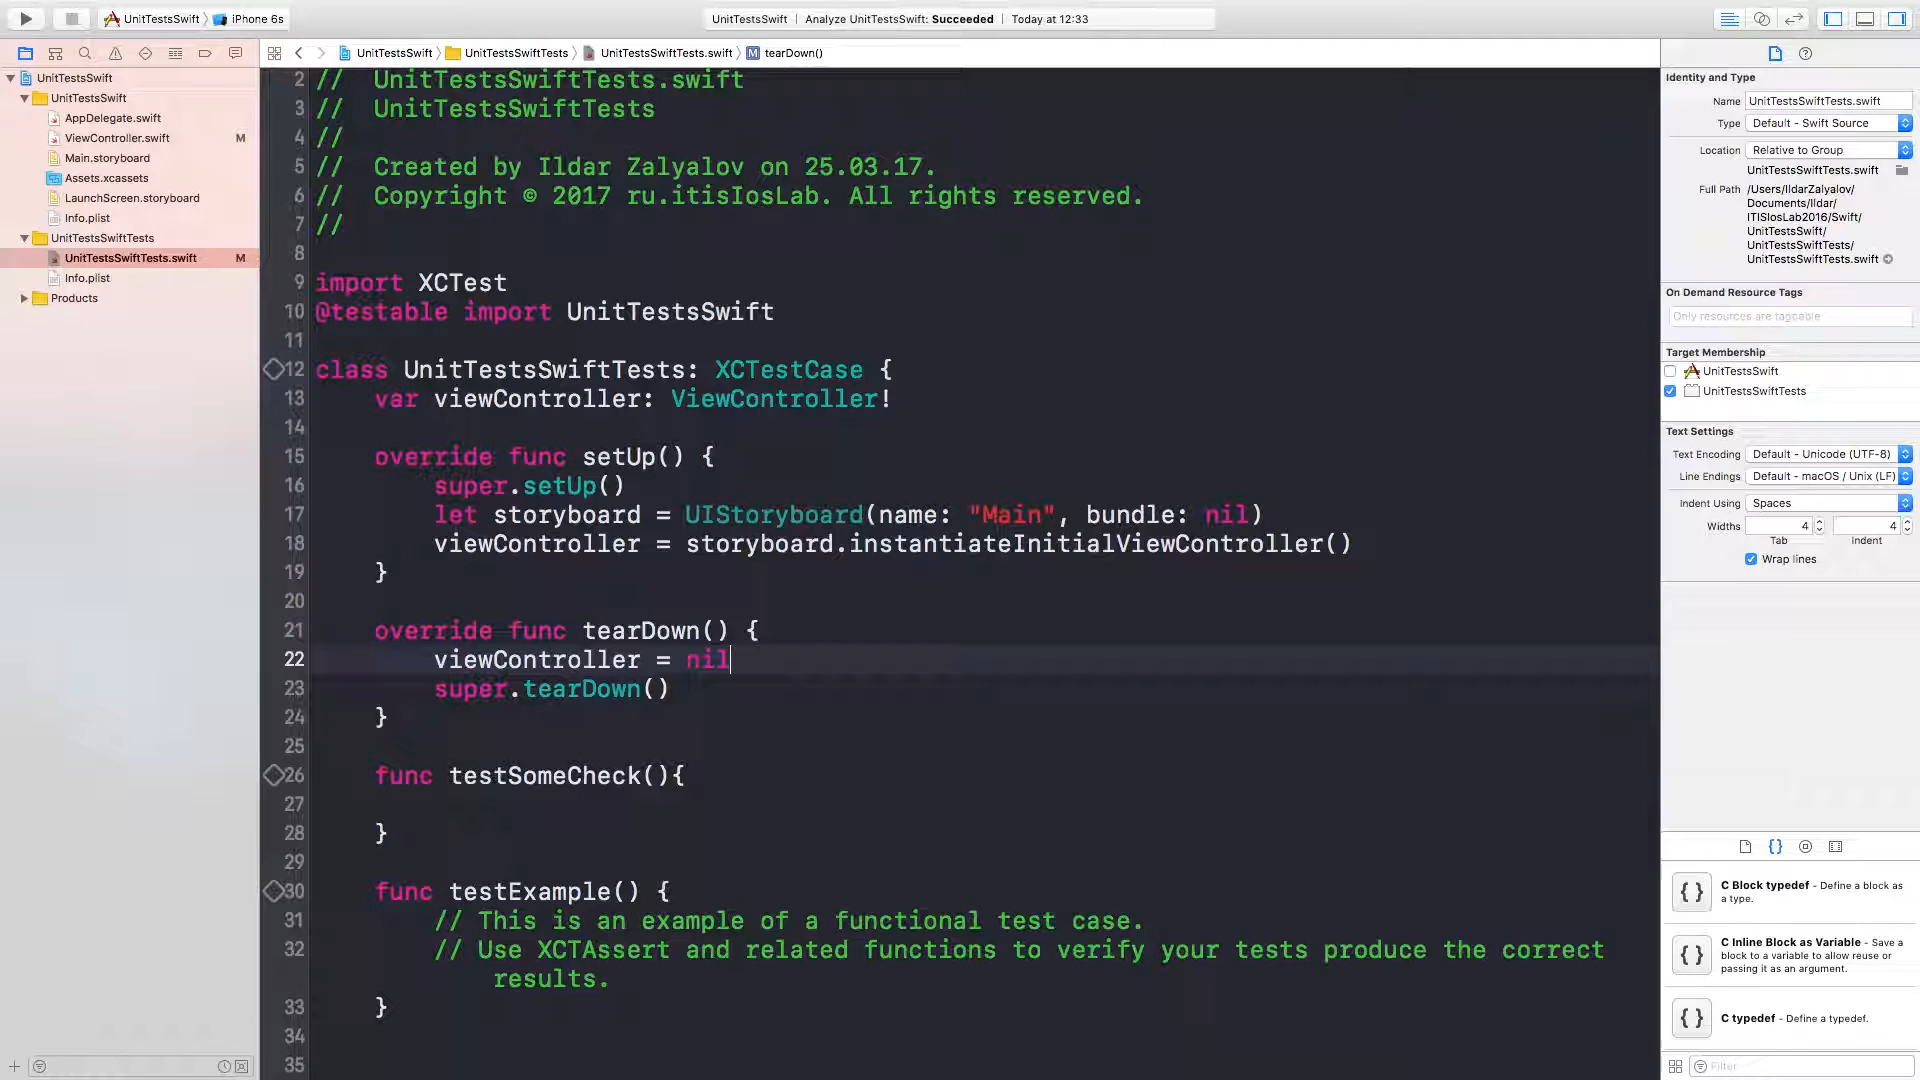 UnitTestsSwift
iPhone 6s
UnitTestsSwift
Analyze UnitTestsSwift: Succeeded
Today at 12:33
UnitTestsSwift
UnitTestsSwiftTests
UnitTestsSwiftTests.swift
M
tearDown()
UnitTestsSwift
UnitTestsSwift
AppDelegate.swift
ViewController.swift
M
Main.storyboard
Assets.xcassets
LaunchScreen.storyboard
Info.plist
UnitTestsSwiftTests
UnitTestsSwiftTests.swift
M
Info.plist
Products
2 // UnitTestsSwiftTests.swift
3 // UnitTestsSwiftTests
4 //
5 // Created by Ildar Zalyalov on 25.03.17.
6 // Copyright © 2017 ru.itisIosLab. All rights reserved.
7 //
8
9 import XCTest
10 @testable import UnitTestsSwift
11
12 class UnitTestsSwiftTests: XCTestCase {
13 var viewController: ViewController!
14
15 override func setUp() {
16 super.setUp()
17 let storyboard = UIStoryboard(name: "Main", bundle: nil)
18 viewController = storyboard.instantiateInitialViewController()
19 }
20
21 override func tearDown() {
22 viewController = nil
23 super.tearDown()
24 }
25
26 func testSomeCheck(){
27
28 }
29
30 func testExample() {
31 // This is an example of a functional test case.
32 // Use XCTAssert and related functions to verify your tests produce the correct
results.
33 }
34
35
Identity and Type
Name UnitTestsSwiftTests.swift
Type Default - Swift Source
Location Relative to Group
UnitTestsSwiftTests.swift
Full Path /Users/IldarZalyalov/
Documents/Ildar/
ITISIosLab2016/Swift/
UnitTestsSwift/
UnitTestsSwiftTests/
UnitTestsSwiftTests.swift
On Demand Resource Tags
Only resources are taggable
Target Membership
UnitTestsSwift
UnitTestsSwiftTests
Text Settings
Text Encoding Default - Unicode (UTF-8)
Line Endings Default - macOS / Unix (LF)
Indent Using Spaces
Widths 4 4
Tab Indent
Wrap lines
{} C Block typedef - Define a block as
a type.
{} C Inline Block as Variable - Save a
block to a variable to allow reuse or
passing it as an argument.
{} C typedef - Define a typedef.
Filter